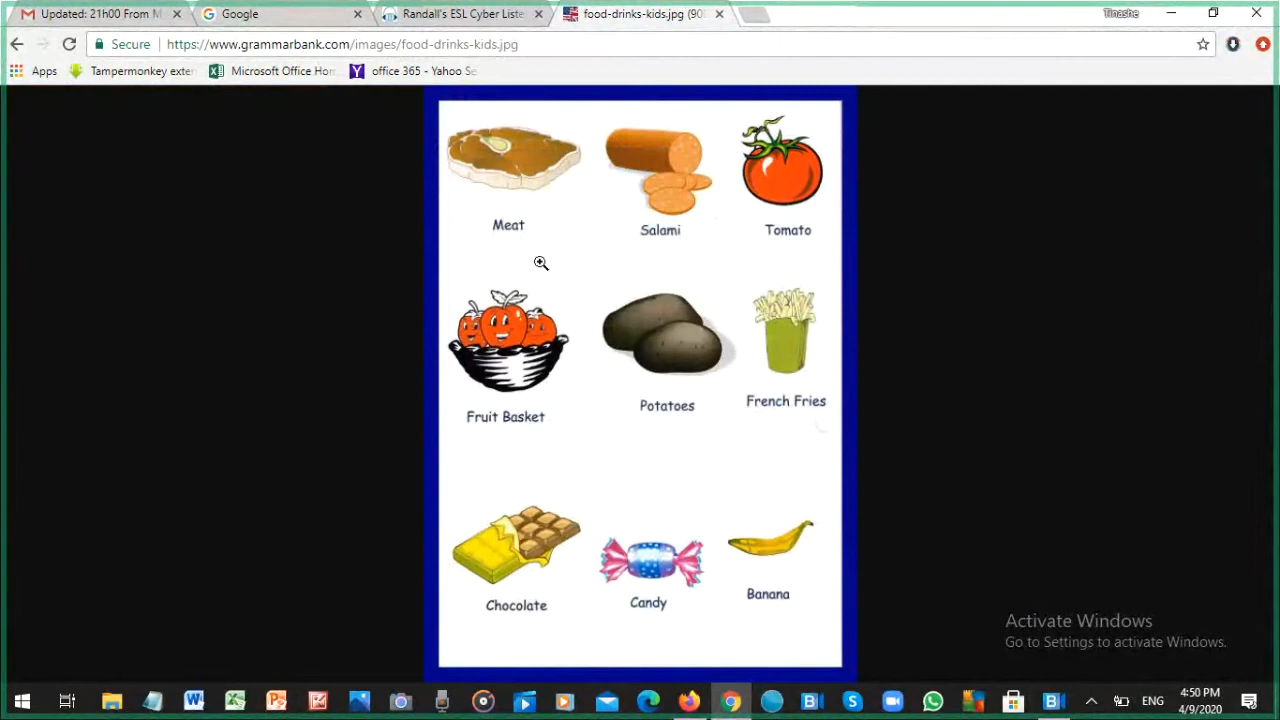 Updated: 21h00 From M
Google
Randall's ESL Cyber Liste
food-drinks-kids.jpg (90
Tinashe
Secure
https://www.grammarbank.com/images/food-drinks-kids.jpg
Apps
Tampermonkey exter
Microsoft Office Hom
office 365 - Yahoo Se
Meat
Salami
Tomato
Fruit Basket
Potatoes
French Fries
Chocolate
Candy
Banana
Activate Windows
Go to Settings to activate Windows.
ENG
4:50 PM
4/9/2020